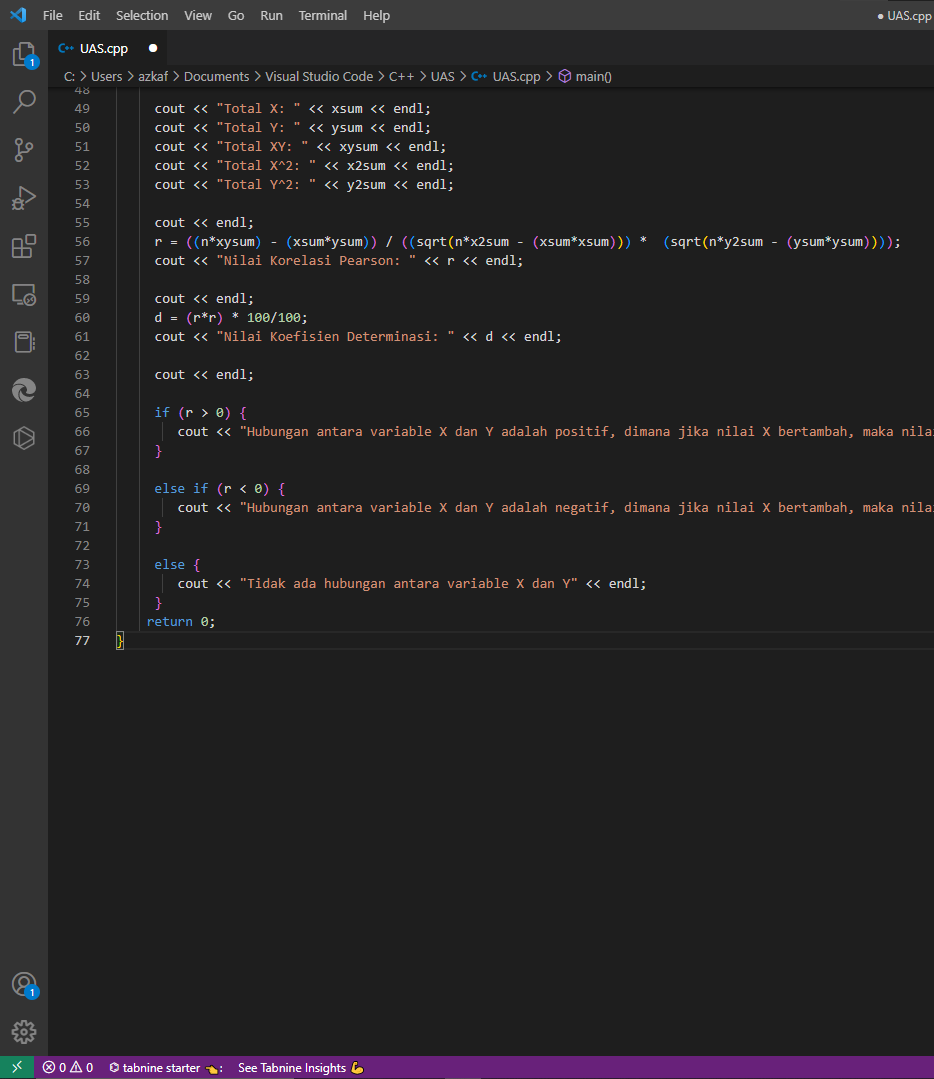 File Edit Selection View Go Run Terminal Help ● UAS.cpp
1 C++ UAS.cpp ●
C: > Users > azkaf > Documents > Visual Studio Code > C++ > UAS > C++ UAS.cpp > main()
48
49 cout << "Total X: " << xsum << endl;
50 cout << "Total Y: " << ysum << endl;
51 cout << "Total XY: " << xysum << endl;
52 cout << "Total X^2: " << x2sum << endl;
53 cout << "Total Y^2: " << y2sum << endl;
54
55 cout << endl;
56 r = ((n*xysum) - (xsum*ysum)) / ((sqrt(n*x2sum - (xsum*xsum))) *  (sqrt(n*y2sum - (ysum*ysum))));
57 cout << "Nilai Korelasi Pearson: " << r << endl;
58
59 cout << endl;
60 d = (r*r) * 100/100;
61 cout << "Nilai Koefisien Determinasi: " << d << endl;
62
63 cout << endl;
64
65 if (r > 0) {
66 cout << "Hubungan antara variable X dan Y adalah positif, dimana jika nilai X bertambah, maka nilai
67 }
68
69 else if (r < 0) {
70 cout << "Hubungan antara variable X dan Y adalah negatif, dimana jika nilai X bertambah, maka nilai
71 }
72
73 else {
74 cout << "Tidak ada hubungan antara variable X dan Y" << endl;
75 }
76 return 0;
77 }
1
0 0 tabnine starter 👈: See Tabnine Insights 💪